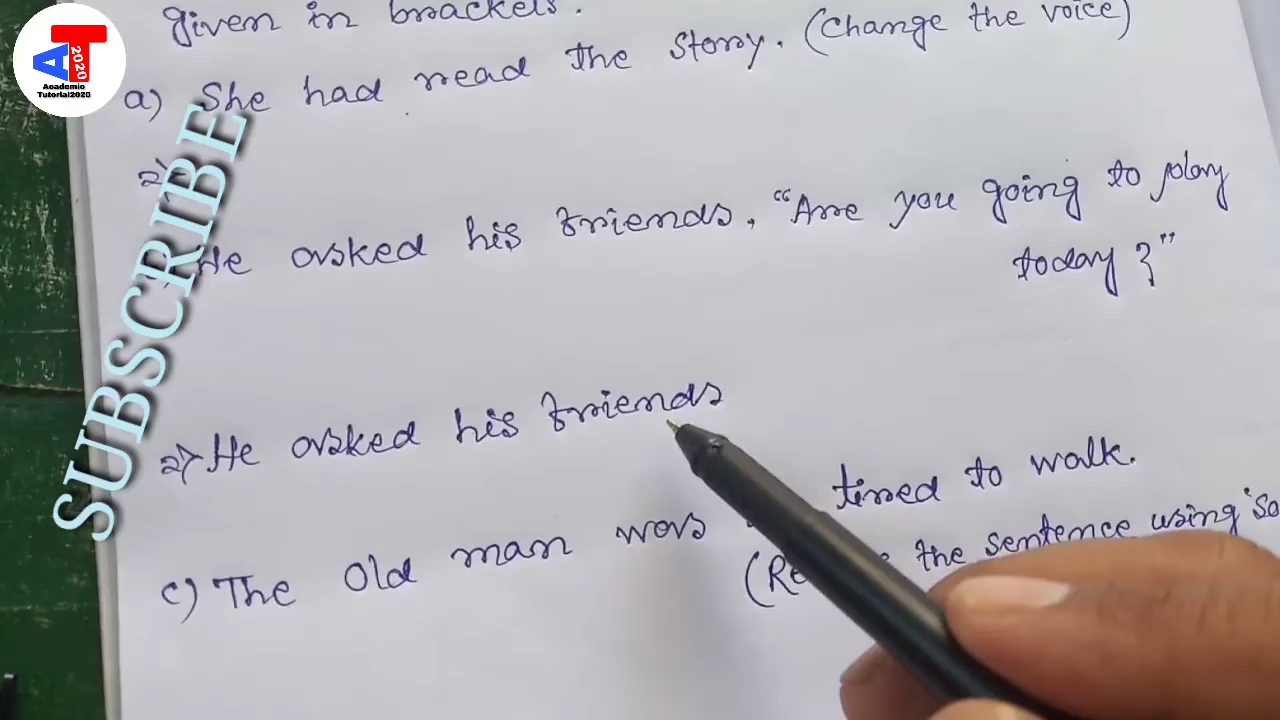 given in brackets.
a) She had read the story. (Change the voice)
He asked his friends, "Are you going to play
today?"
He asked his friends
c) The old man was tired to walk.
the sentence using 'so
AT
2020
Academic
Tutorial2020
SUBSCRIBE